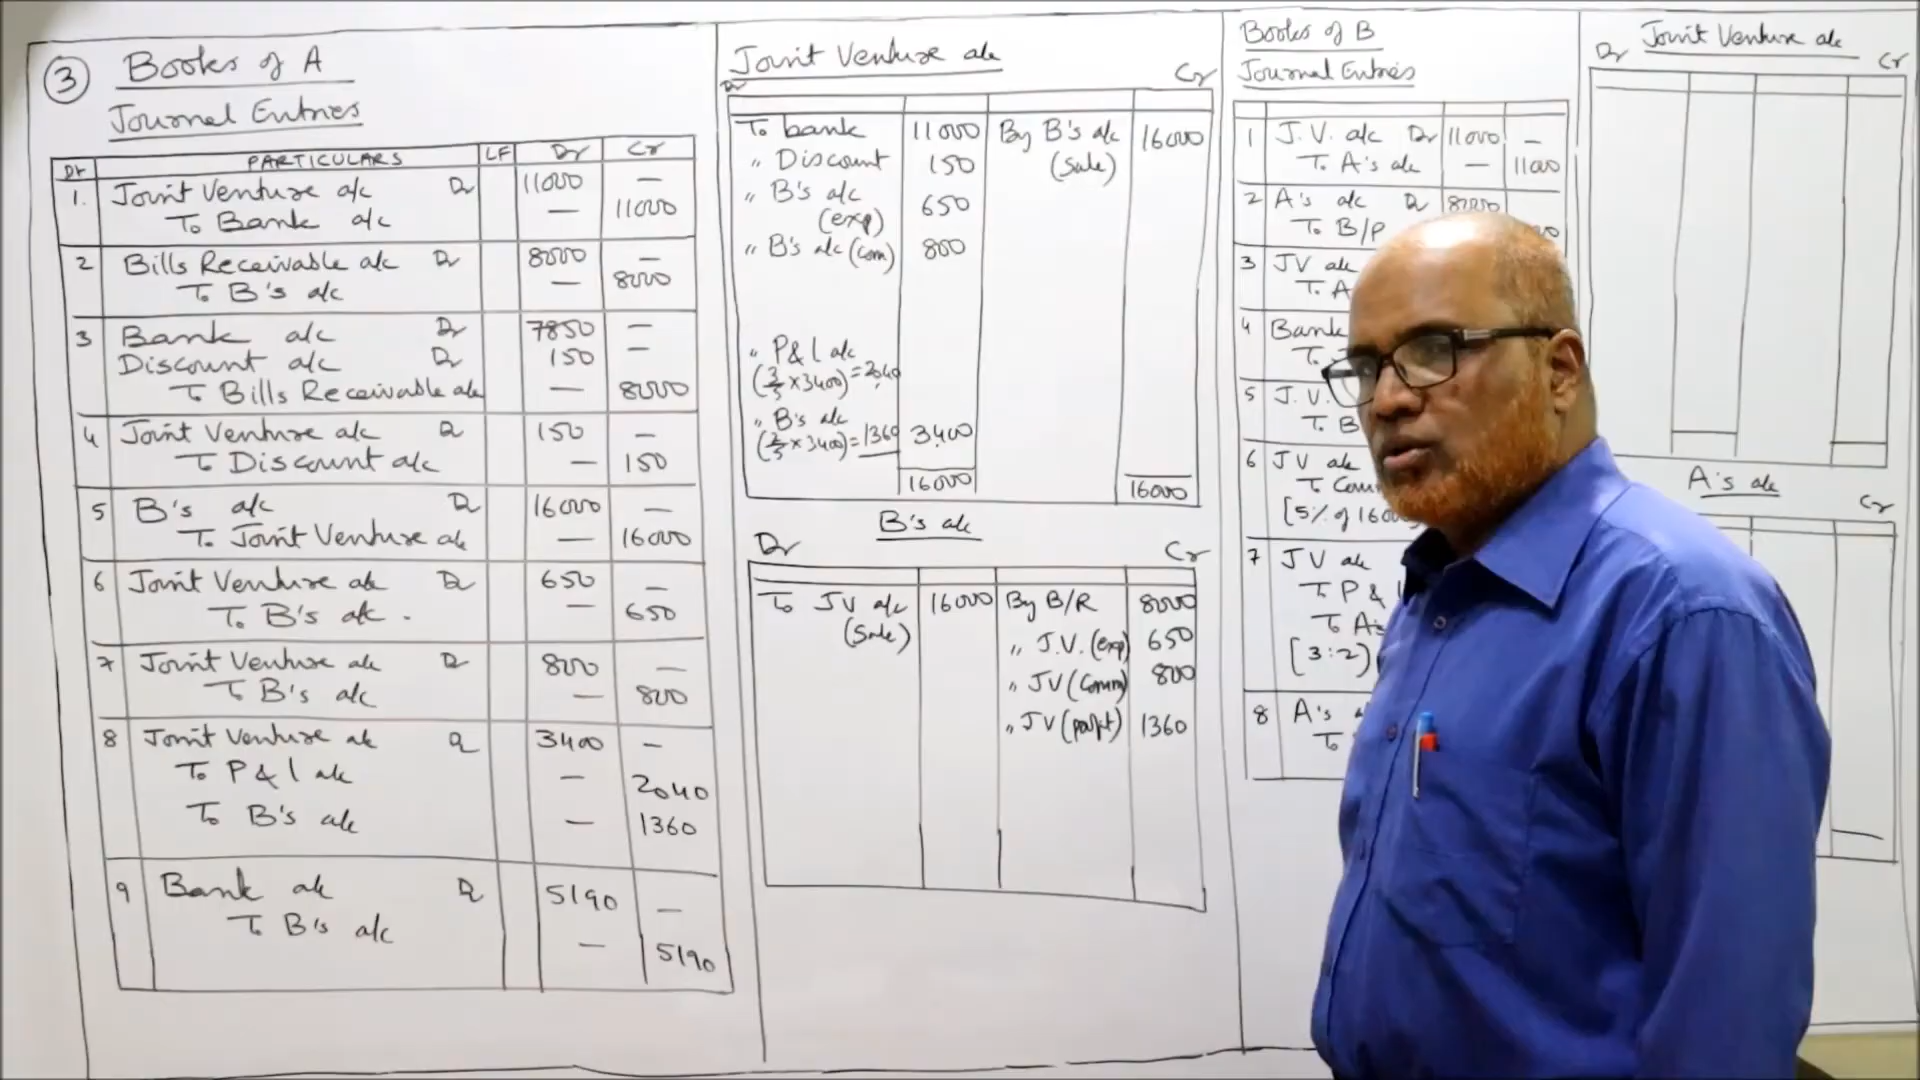 3 Books of A
Journal Entries
Dt PARTICULARS LF Dr Cr
1. Joint Venture a/c Dr 11000 —
To Bank a/c — 11000
2 Bills Receivable a/c Dr 8000 —
To B's a/c — 8000
3 Bank a/c Dr 7850 —
Discount a/c Dr 150 —
To Bills Receivable a/c — 8000
4 Joint Venture a/c Dr 150 —
To Discount a/c — 150
5 B's a/c Dr 16000 —
To Joint Venture a/c — 16000
6 Joint Venture a/c Dr 650 —
To B's a/c . — 650
7 Joint Venture a/c Dr 800 —
To B's a/c — 800
8 Joint Venture a/c Dr 3400 —
To P & L a/c — 2040
To B's a/c — 1360
9 Bank a/c Dr 5190 —
To B's a/c — 5190
Joint Venture a/c
Dr Cr
To bank 11000 By B's a/c 16000
" Discount 150 (Sale)
" B's a/c 650
(exp)
" B's a/c (com) 800
" P & L a/c
(3/5 × 3400) = 2040
" B's a/c
(2/5 × 3400) = 1360 3400
16000 16000
B's a/c
Dr Cr
To JV a/c 16000 By B/R 8000
(Sale) " J.V. (exp) 650
" JV (Comm) 800
" JV (profit) 1360
Books of B
Journal Entries
1 J.V. a/c Dr 11000 —
To A's a/c — 11000
2 A's a/c Dr 8000
To B/P
3 JV a/c
To A
4 Bank
5 J.V.
To B
6 JV a/c
To Com
[5% of 1600
7 JV a/c
To P &
To A's
[3:2]
8 A's a
To
Joint Venture a/c
Dr Cr
A's a/c
Cr